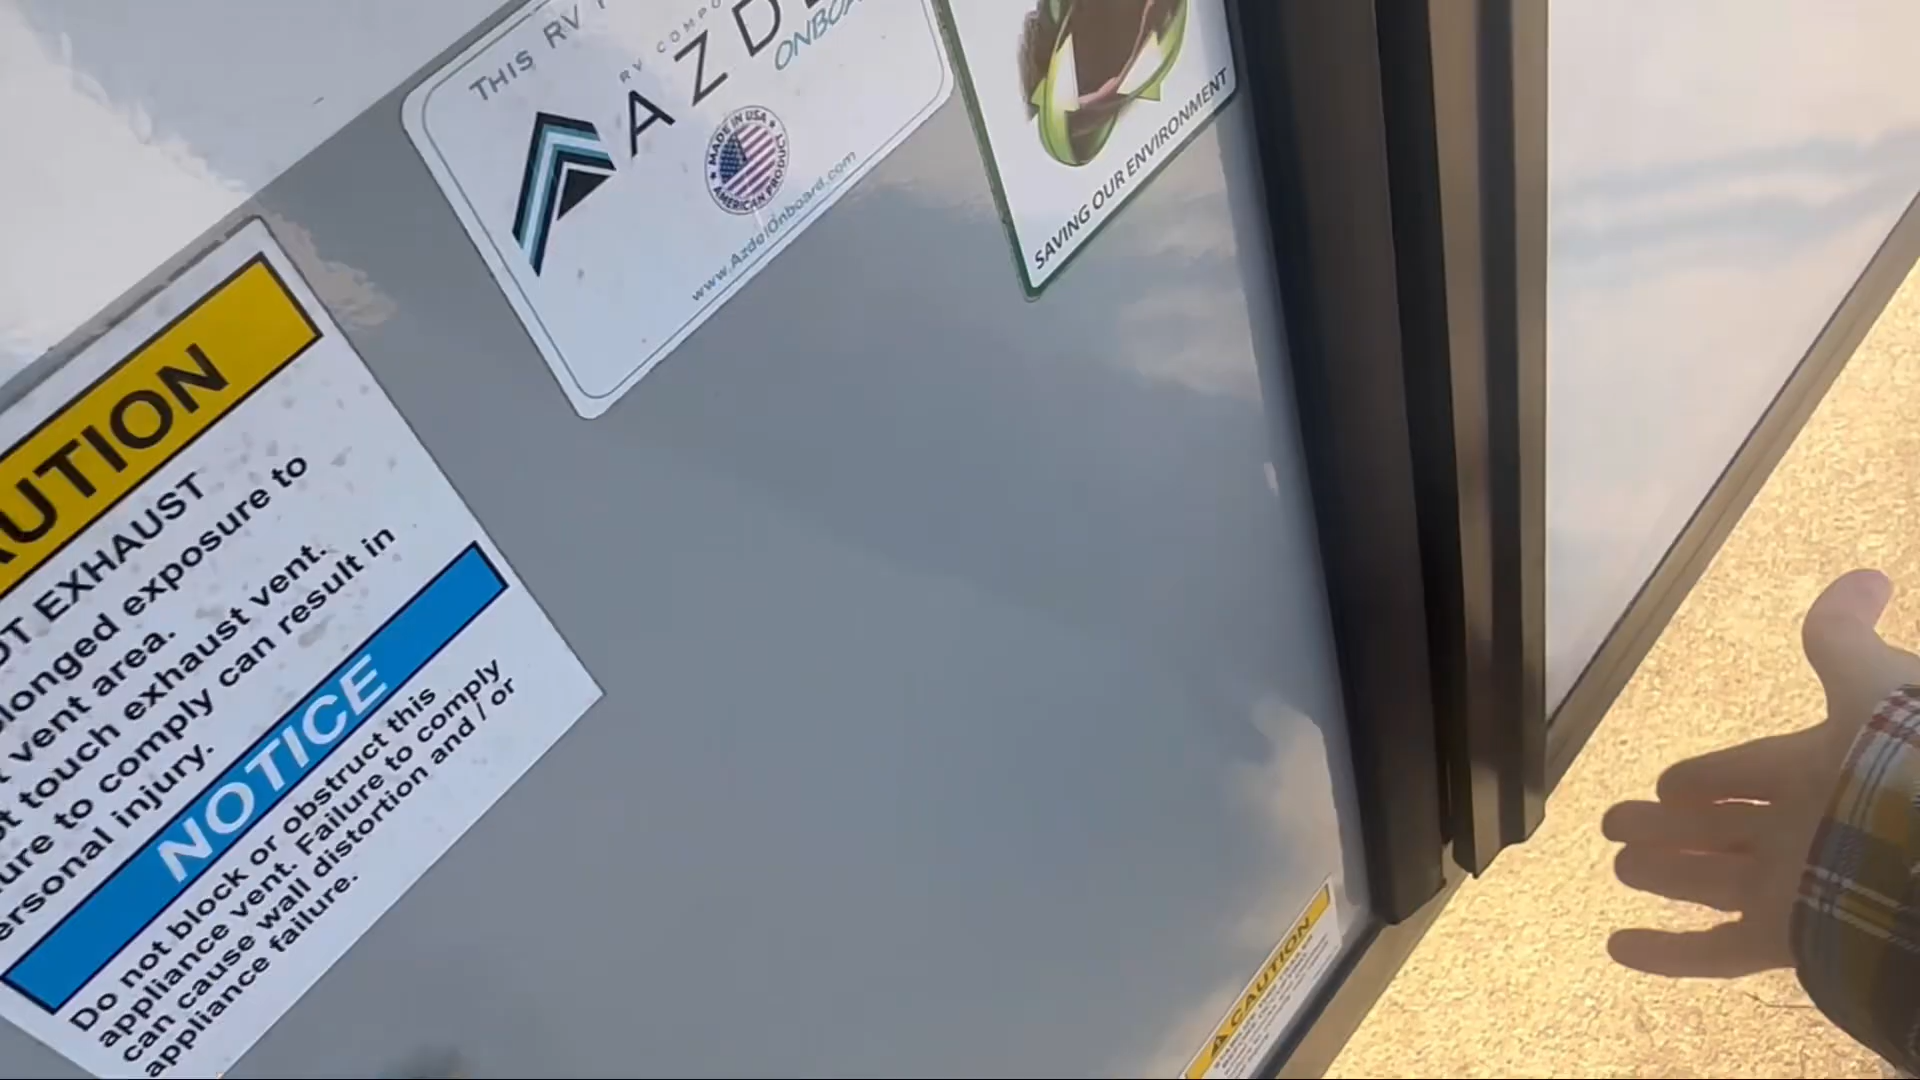 THIS RV
RV COMPO
AZDE
ONBOA
MADE IN USA
AMERICAN PRODUCT
www.AzdelOnboard.com
SAVING OUR ENVIRONMENT
AUTION
OT EXHAUST
longed exposure to
vent area.
t touch exhaust vent.
ure to comply can result in
ersonal injury.
NOTICE
Do not block or obstruct this
appliance vent. Failure to comply
can cause wall distortion and / or
appliance failure.
CAUTION